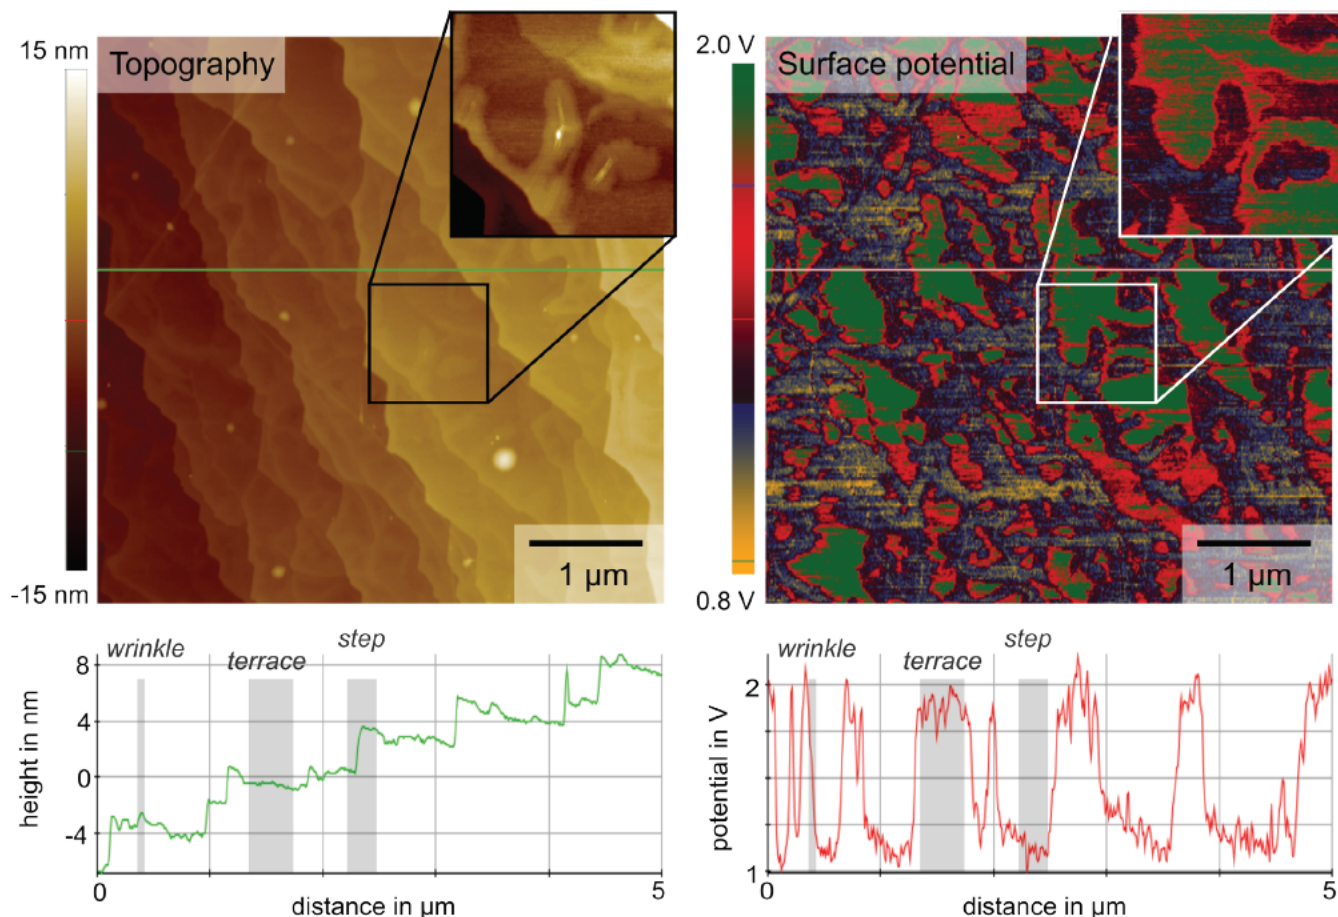 15 nm
Topography
-15 nm
1 µm
2.0 V
Surface potential
0.8 V
1 µm
wrinkle
terrace
step
height in nm
8
4
0
-4
0
5
distance in µm
wrinkle
terrace
step
potential in V
2
1
0
5
distance in µm